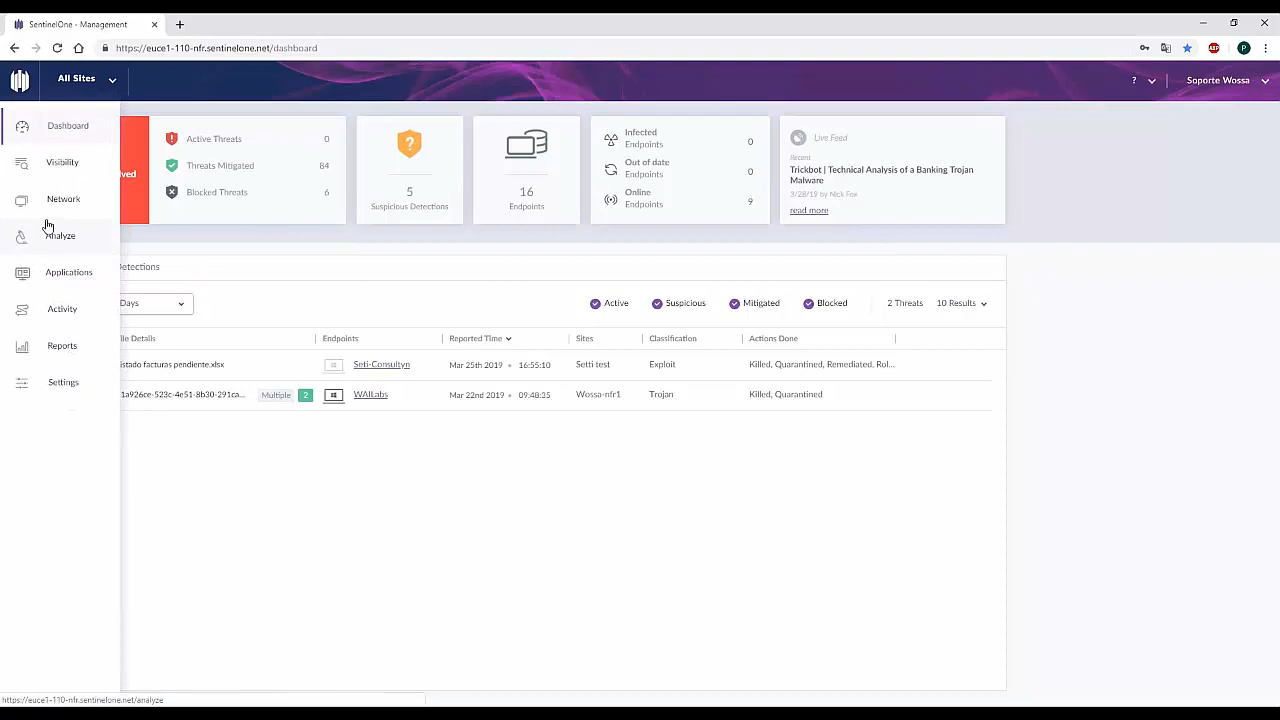 SentinelOne - Management
https://euce1-110-nfr.sentinelone.net/dashboard
All Sites
?
Soporte Wossa
Dashboard
Visibility
Network
Analyze
Applications
Activity
Reports
Settings
lved
Active Threats 0
Threats Mitigated 84
Blocked Threats 6
5
Suspicious Detections
16
Endpoints
Infected Endpoints 0
Out of date Endpoints 0
Online Endpoints 9
Live Feed
Recent
Trickbot | Technical Analysis of a Banking Trojan
Malware
3/28/19 by Nick Fox
read more
etections
Days
Active Suspicious Mitigated Blocked 2 Threats 10 Results
ile Details Endpoints Reported Time Sites Classification Actions Done
istado facturas pendiente.xlsx Seti-Consultyn Mar 25th 2019 • 16:55:10 Setti test Exploit Killed, Quarantined, Remediated, Rol...
1a926ce-523c-4e51-8b30-291ca... Multiple 2 WAILabs Mar 22nd 2019 • 09:48:35 Wossa-nfr1 Trojan Killed, Quarantined
https://euce1-110-nfr.sentinelone.net/analyze